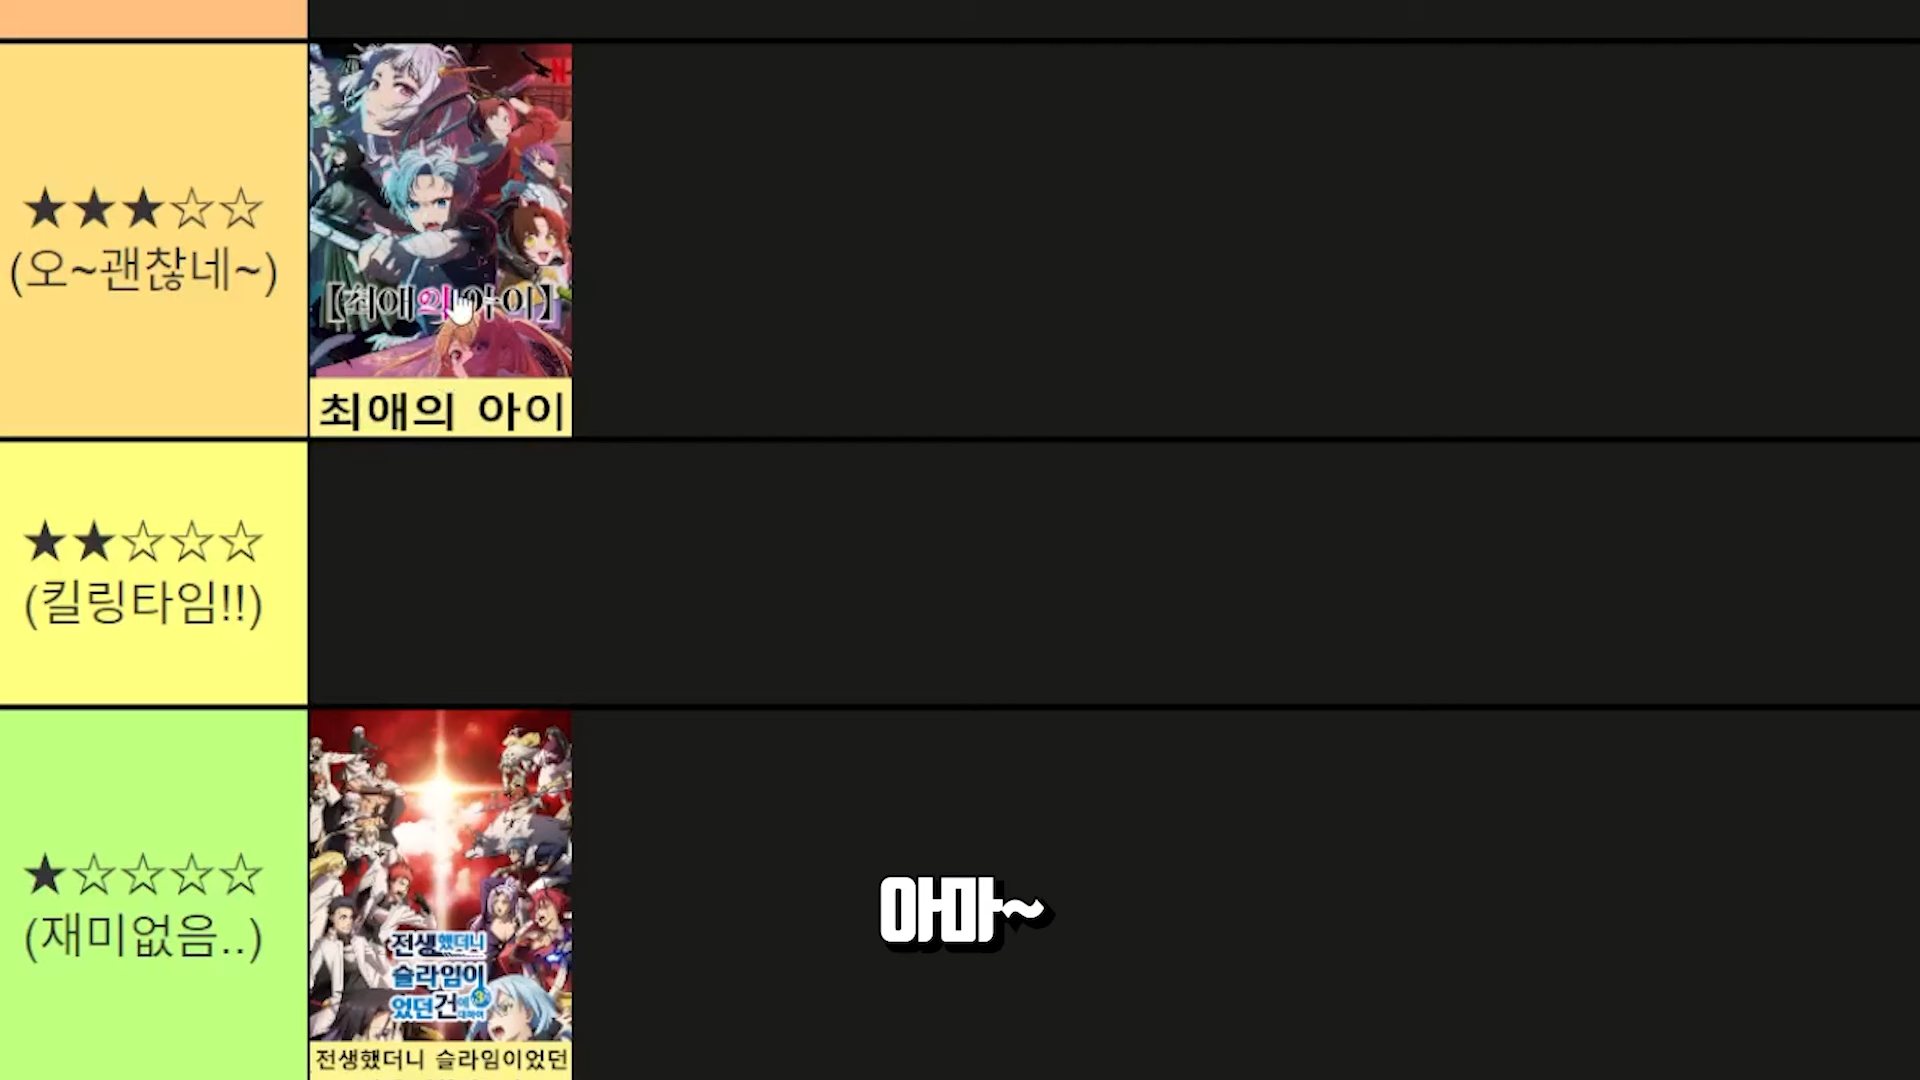 ★★★☆☆
(오~괜찮네~)
【최애의 아이】
최애의 아이
★★☆☆☆
(킬링타임!!)
★☆☆☆☆
(재미없음..)
전생했더니
슬라임이
었던건에
3
아마~
전생했더니 슬라임이었던